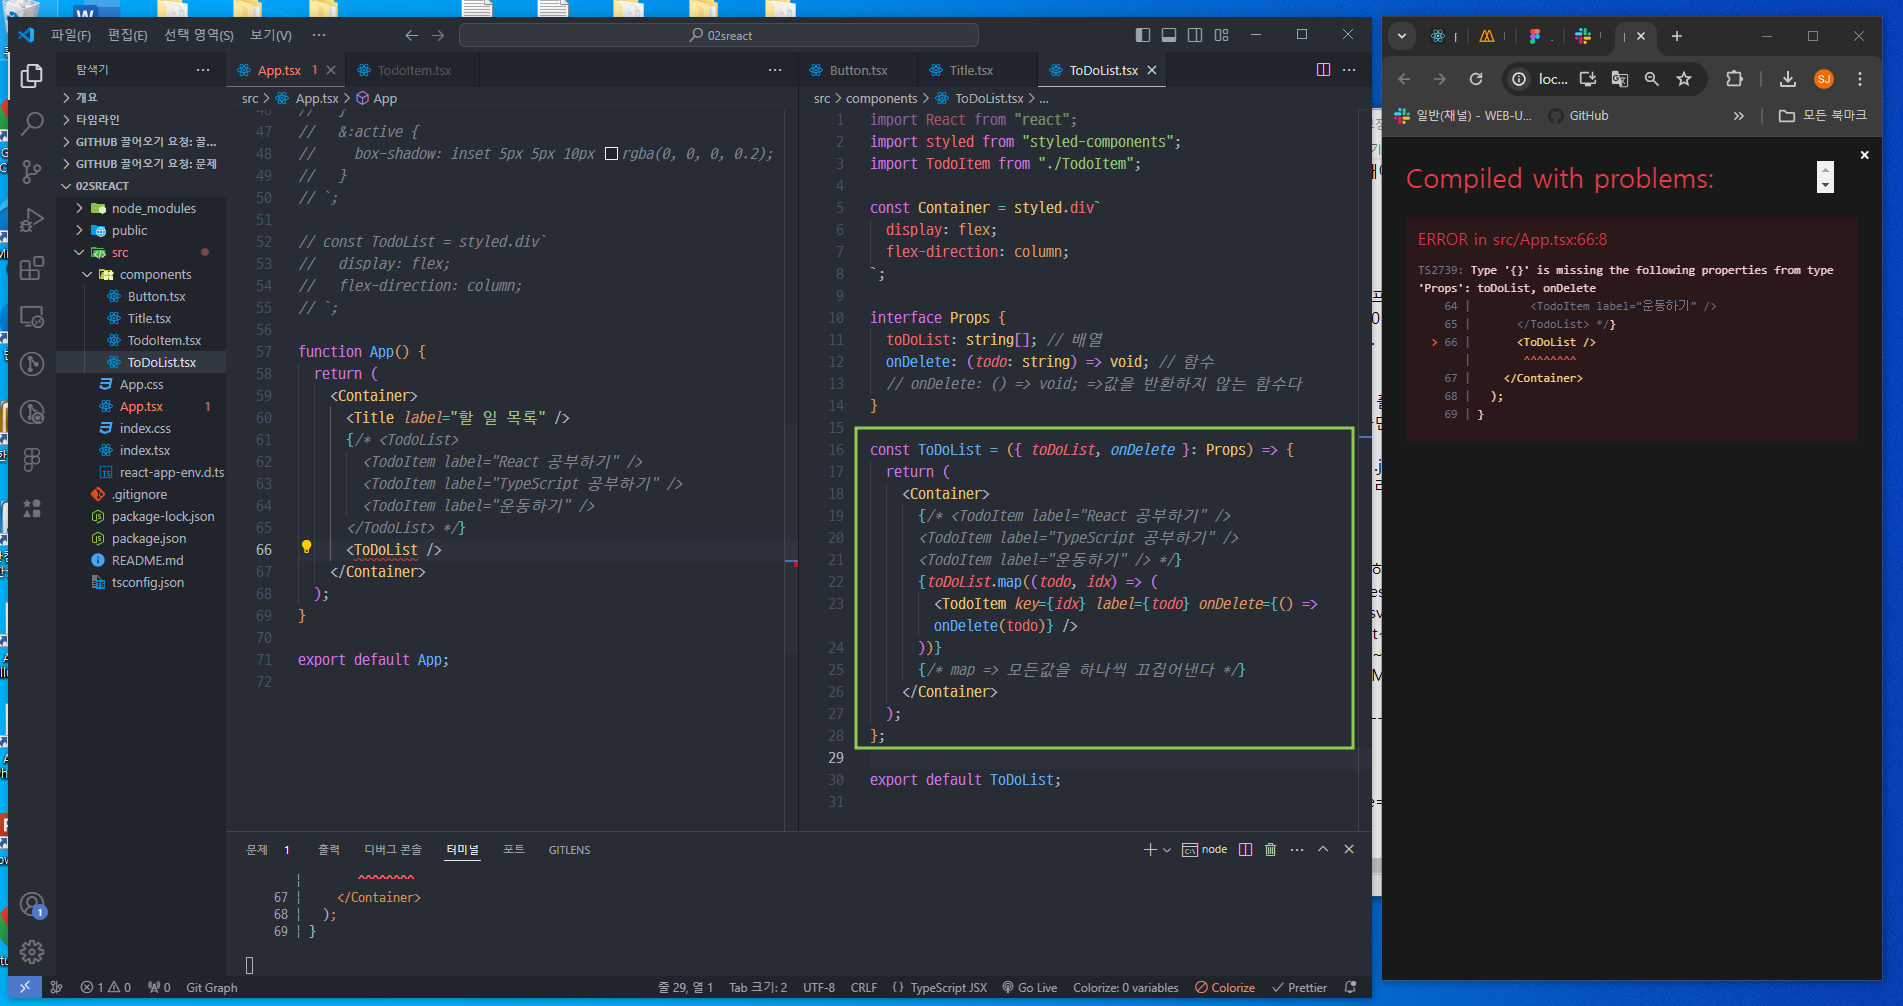 파일(F) 편집(E) 선택 영역(S) 보기(V) ··· 02sreact
탐색기
개요
타임라인
GITHUB 끌어오기 요청: 끌...
GITHUB 끌어오기 요청: 문제
02SREACT
node_modules
public
src
components
Button.tsx
Title.tsx
TodoItem.tsx
ToDoList.tsx
App.css
App.tsx 1
index.css
index.tsx
react-app-env.d.ts
.gitignore
package-lock.json
package.json
README.md
tsconfig.json
App.tsx 1 TodoItem.tsx
src > App.tsx > App
46 // }
47 // &:active {
48 // box-shadow: inset 5px 5px 10px rgba(0, 0, 0, 0.2);
49 // }
50 // `;
51
52 // const TodoList = styled.div`
53 // display: flex;
54 // flex-direction: column;
55 // `;
56
57 function App() {
58 return (
59 <Container>
60 <Title label="할 일 목록" />
61 {/* <TodoList>
62 <TodoItem label="React 공부하기" />
63 <TodoItem label="TypeScript 공부하기" />
64 <TodoItem label="운동하기" />
65 </TodoList> */}
66 <ToDoList />
67 </Container>
68 );
69 }
70
71 export default App;
72
Button.tsx Title.tsx ToDoList.tsx
src > components > ToDoList.tsx > ...
1 import React from "react";
2 import styled from "styled-components";
3 import TodoItem from "./TodoItem";
4
5 const Container = styled.div`
6 display: flex;
7 flex-direction: column;
8 `;
9
10 interface Props {
11 toDoList: string[]; // 배열
12 onDelete: (todo: string) => void; // 함수
13 // onDelete: () => void; =>값을 반환하지 않는 함수다
14 }
15
16 const ToDoList = ({ toDoList, onDelete }: Props) => {
17 return (
18 <Container>
19 {/* <TodoItem label="React 공부하기" />
20 <TodoItem label="TypeScript 공부하기" />
21 <TodoItem label="운동하기" /> */}
22 {toDoList.map((todo, idx) => (
23 <TodoItem key={idx} label={todo} onDelete={() =>
onDelete(todo)} />
24 ))}
25 {/* map => 모든값을 하나씩 끄집어낸다 */}
26 </Container>
27 );
28 };
29
30 export default ToDoList;
31
문제 1 출력 디버그 콘솔 터미널 포트 GITLENS node
| ^^^^^^^^
67 | </Container>
68 | );
69 | }
1 0 0 Git Graph 줄 29, 열 1 Tab 크기: 2 UTF-8 CRLF {} TypeScript JSX Go Live Colorize: 0 variables Colorize Prettier
1
loc... SJ
일반(채널) - WEB-U... GitHub » 모든 북마크
Compiled with problems:
ERROR in src/App.tsx:66:8
TS2739: Type '{}' is missing the following properties from type
'Props': toDoList, onDelete
64 | <TodoItem label="운동하기" />
65 | </TodoList> */}
> 66 | <ToDoList />
| ^^^^^^^^
67 | </Container>
68 | );
69 | }